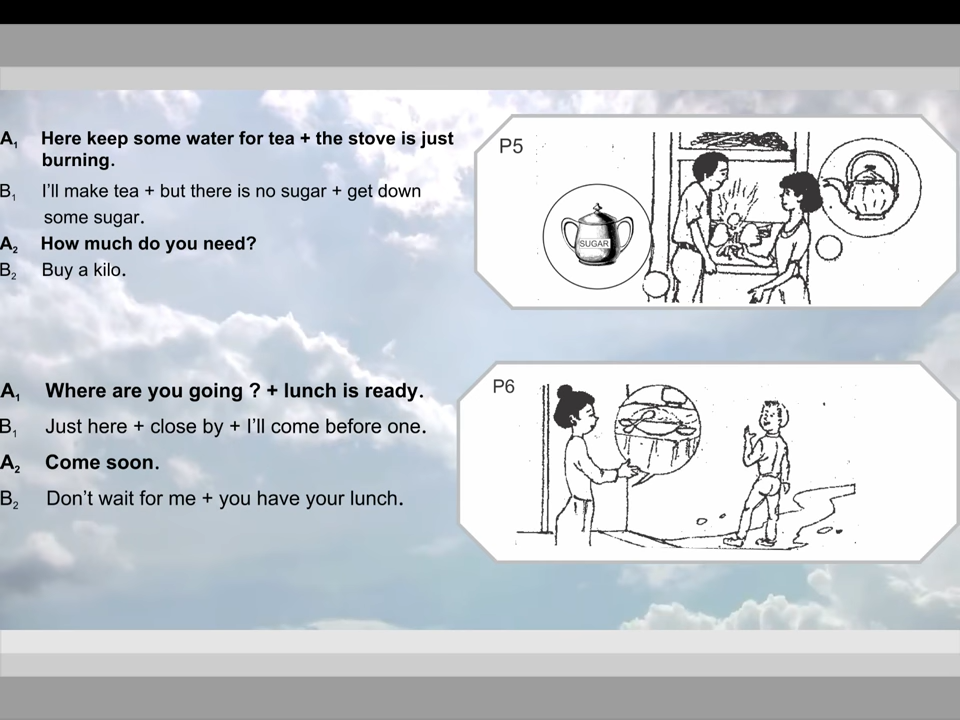 A1 Here keep some water for tea + the stove is just
burning.
B1 I'll make tea + but there is no sugar + get down
some sugar.
A2 How much do you need?
B2 Buy a kilo.
P5
SUGAR
A1 Where are you going ? + lunch is ready.
B1 Just here + close by + I'll come before one.
A2 Come soon.
B2 Don't wait for me + you have your lunch.
P6